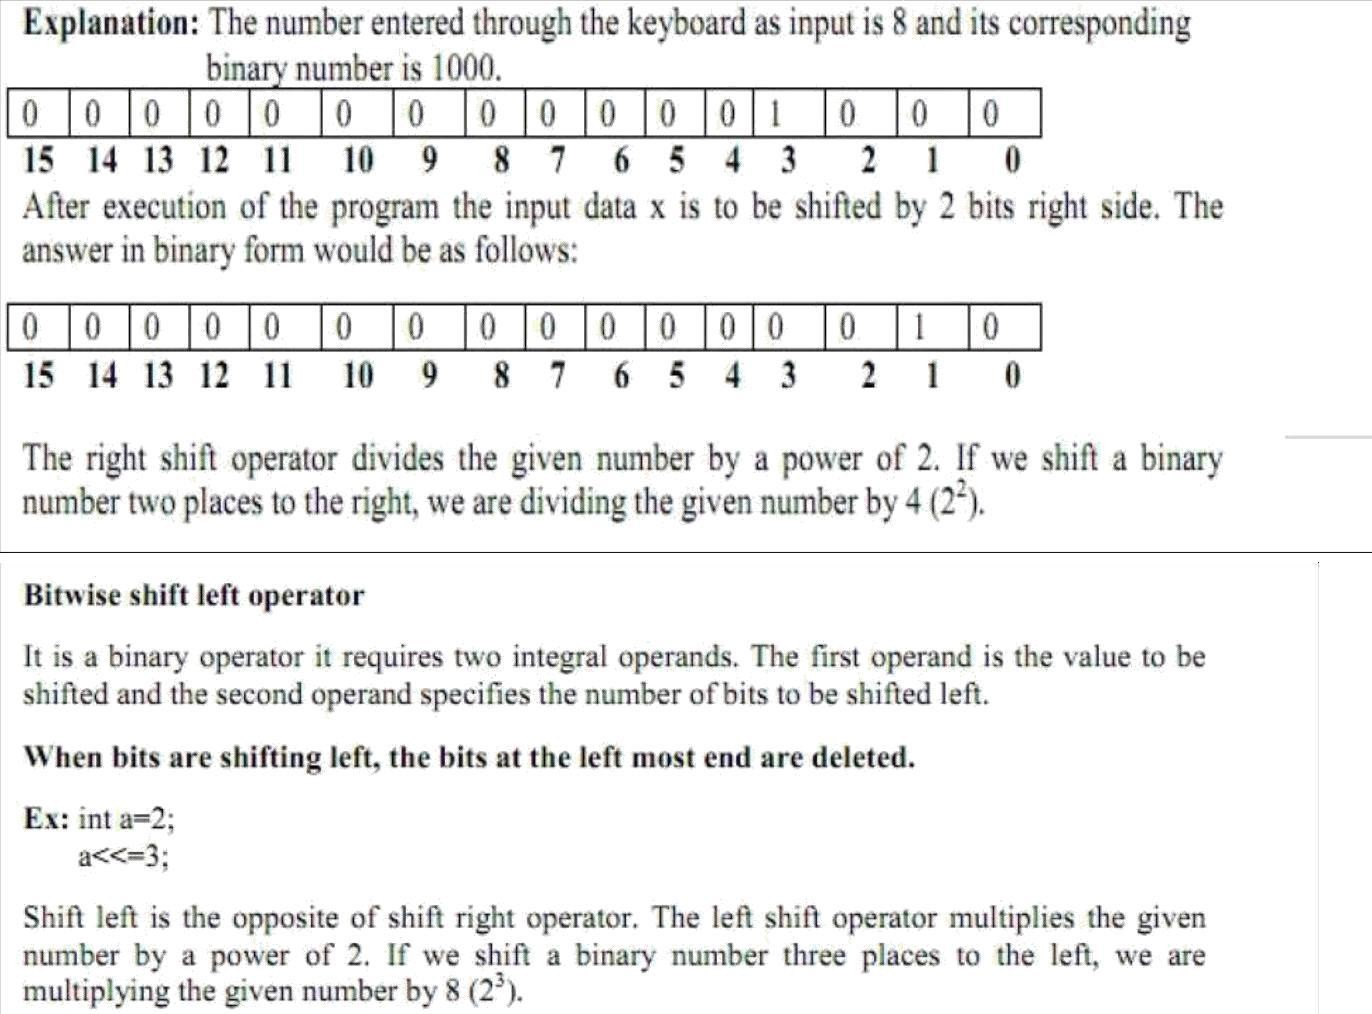 Explanation: The number entered through the keyboard as input is 8 and its corresponding
binary number is 1000.
0 0 0 0 0 0 0 0 0 0 0 0 1 0 0 0
15 14 13 12 11 10 9 8 7 6 5 4 3 2 1 0
After execution of the program the input data x is to be shifted by 2 bits right side. The
answer in binary form would be as follows:
0 0 0 0 0 0 0 0 0 0 0 0 0 0 1 0
15 14 13 12 11 10 9 8 7 6 5 4 3 2 1 0
The right shift operator divides the given number by a power of 2. If we shift a binary
number two places to the right, we are dividing the given number by 4 (2²).
Bitwise shift left operator
It is a binary operator it requires two integral operands. The first operand is the value to be
shifted and the second operand specifies the number of bits to be shifted left.
When bits are shifting left, the bits at the left most end are deleted.
Ex: int a=2;
a<<=3;
Shift left is the opposite of shift right operator. The left shift operator multiplies the given
number by a power of 2. If we shift a binary number three places to the left, we are
multiplying the given number by 8 (2³).